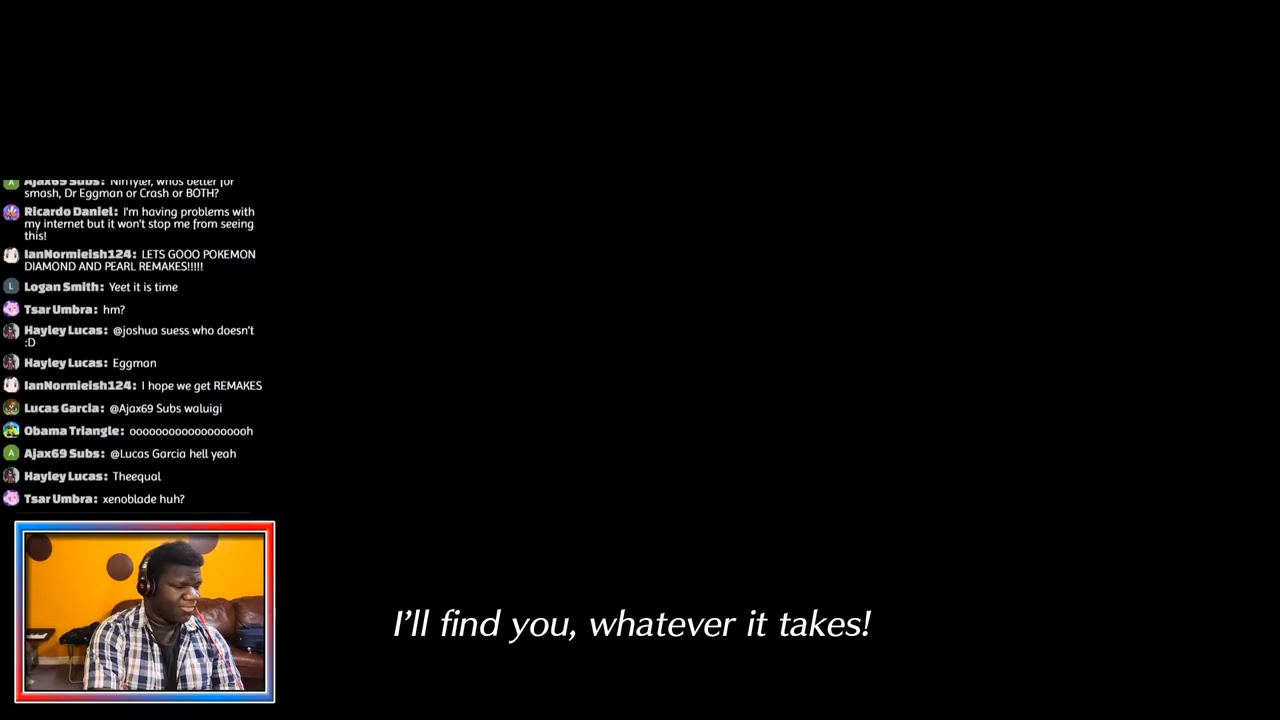 A Ajax69 Subs: Nintyler, whos better for
smash, Dr Eggman or Crash or BOTH?
Ricardo Daniel: I'm having problems with
my internet but it won't stop me from seeing
this!
IanNormieish124: LETS GOOO POKEMON
DIAMOND AND PEARL REMAKES!!!!!
L Logan Smith: Yeet it is time
Tsar Umbra: hm?
Hayley Lucas: @joshua suess who doesn't
:D
Hayley Lucas: Eggman
IanNormieish124: I hope we get REMAKES
Lucas Garcia: @Ajax69 Subs waluigi
Obama Triangle: oooooooooooooooooh
A Ajax69 Subs: @Lucas Garcia hell yeah
Hayley Lucas: Theequal
Tsar Umbra: xenoblade huh?
I'll find you, whatever it takes!